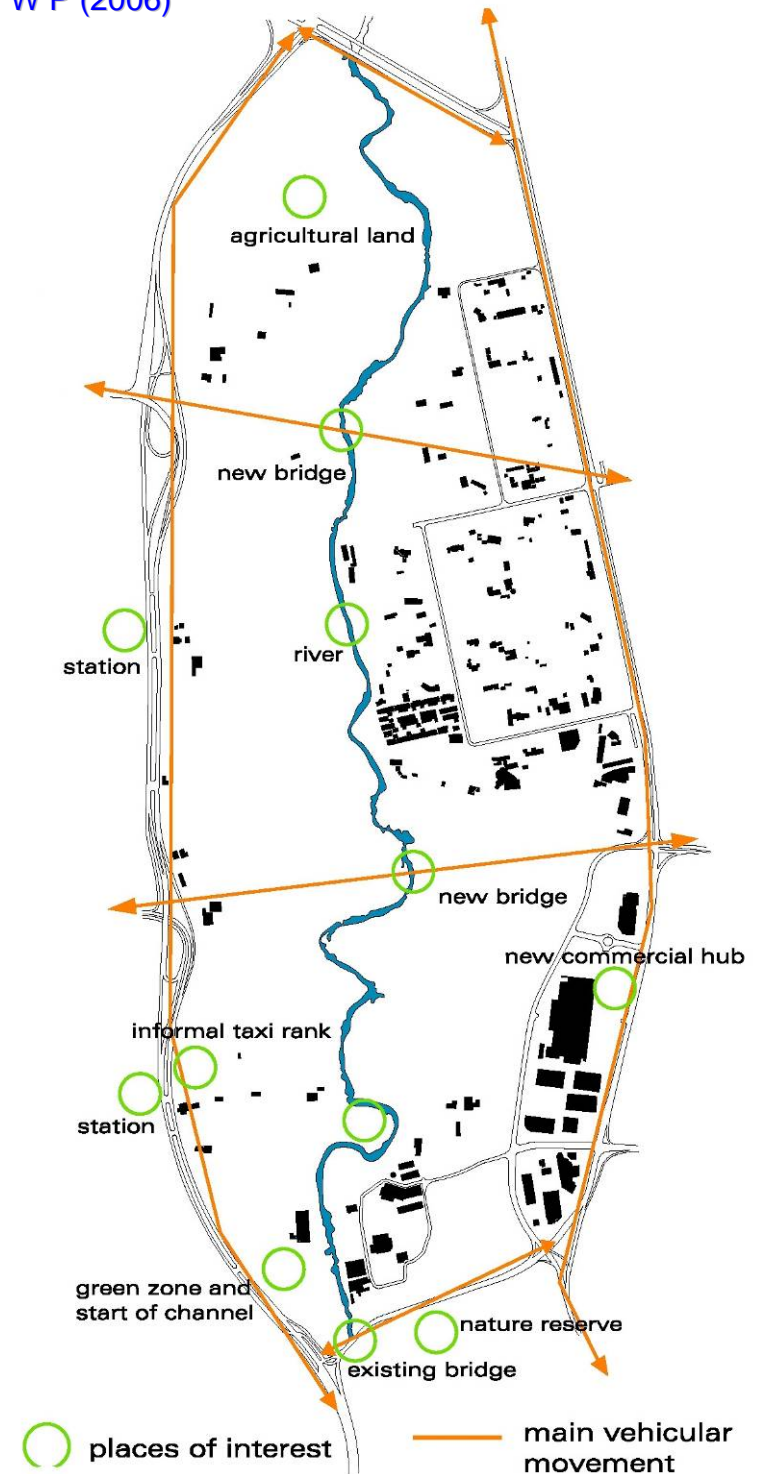 W P (2006)
agricultural land
new bridge
station
river
new bridge
new commercial hub
informal taxi rank
station
green zone and
start of channel
nature reserve
existing bridge
places of interest
main vehicular
movement